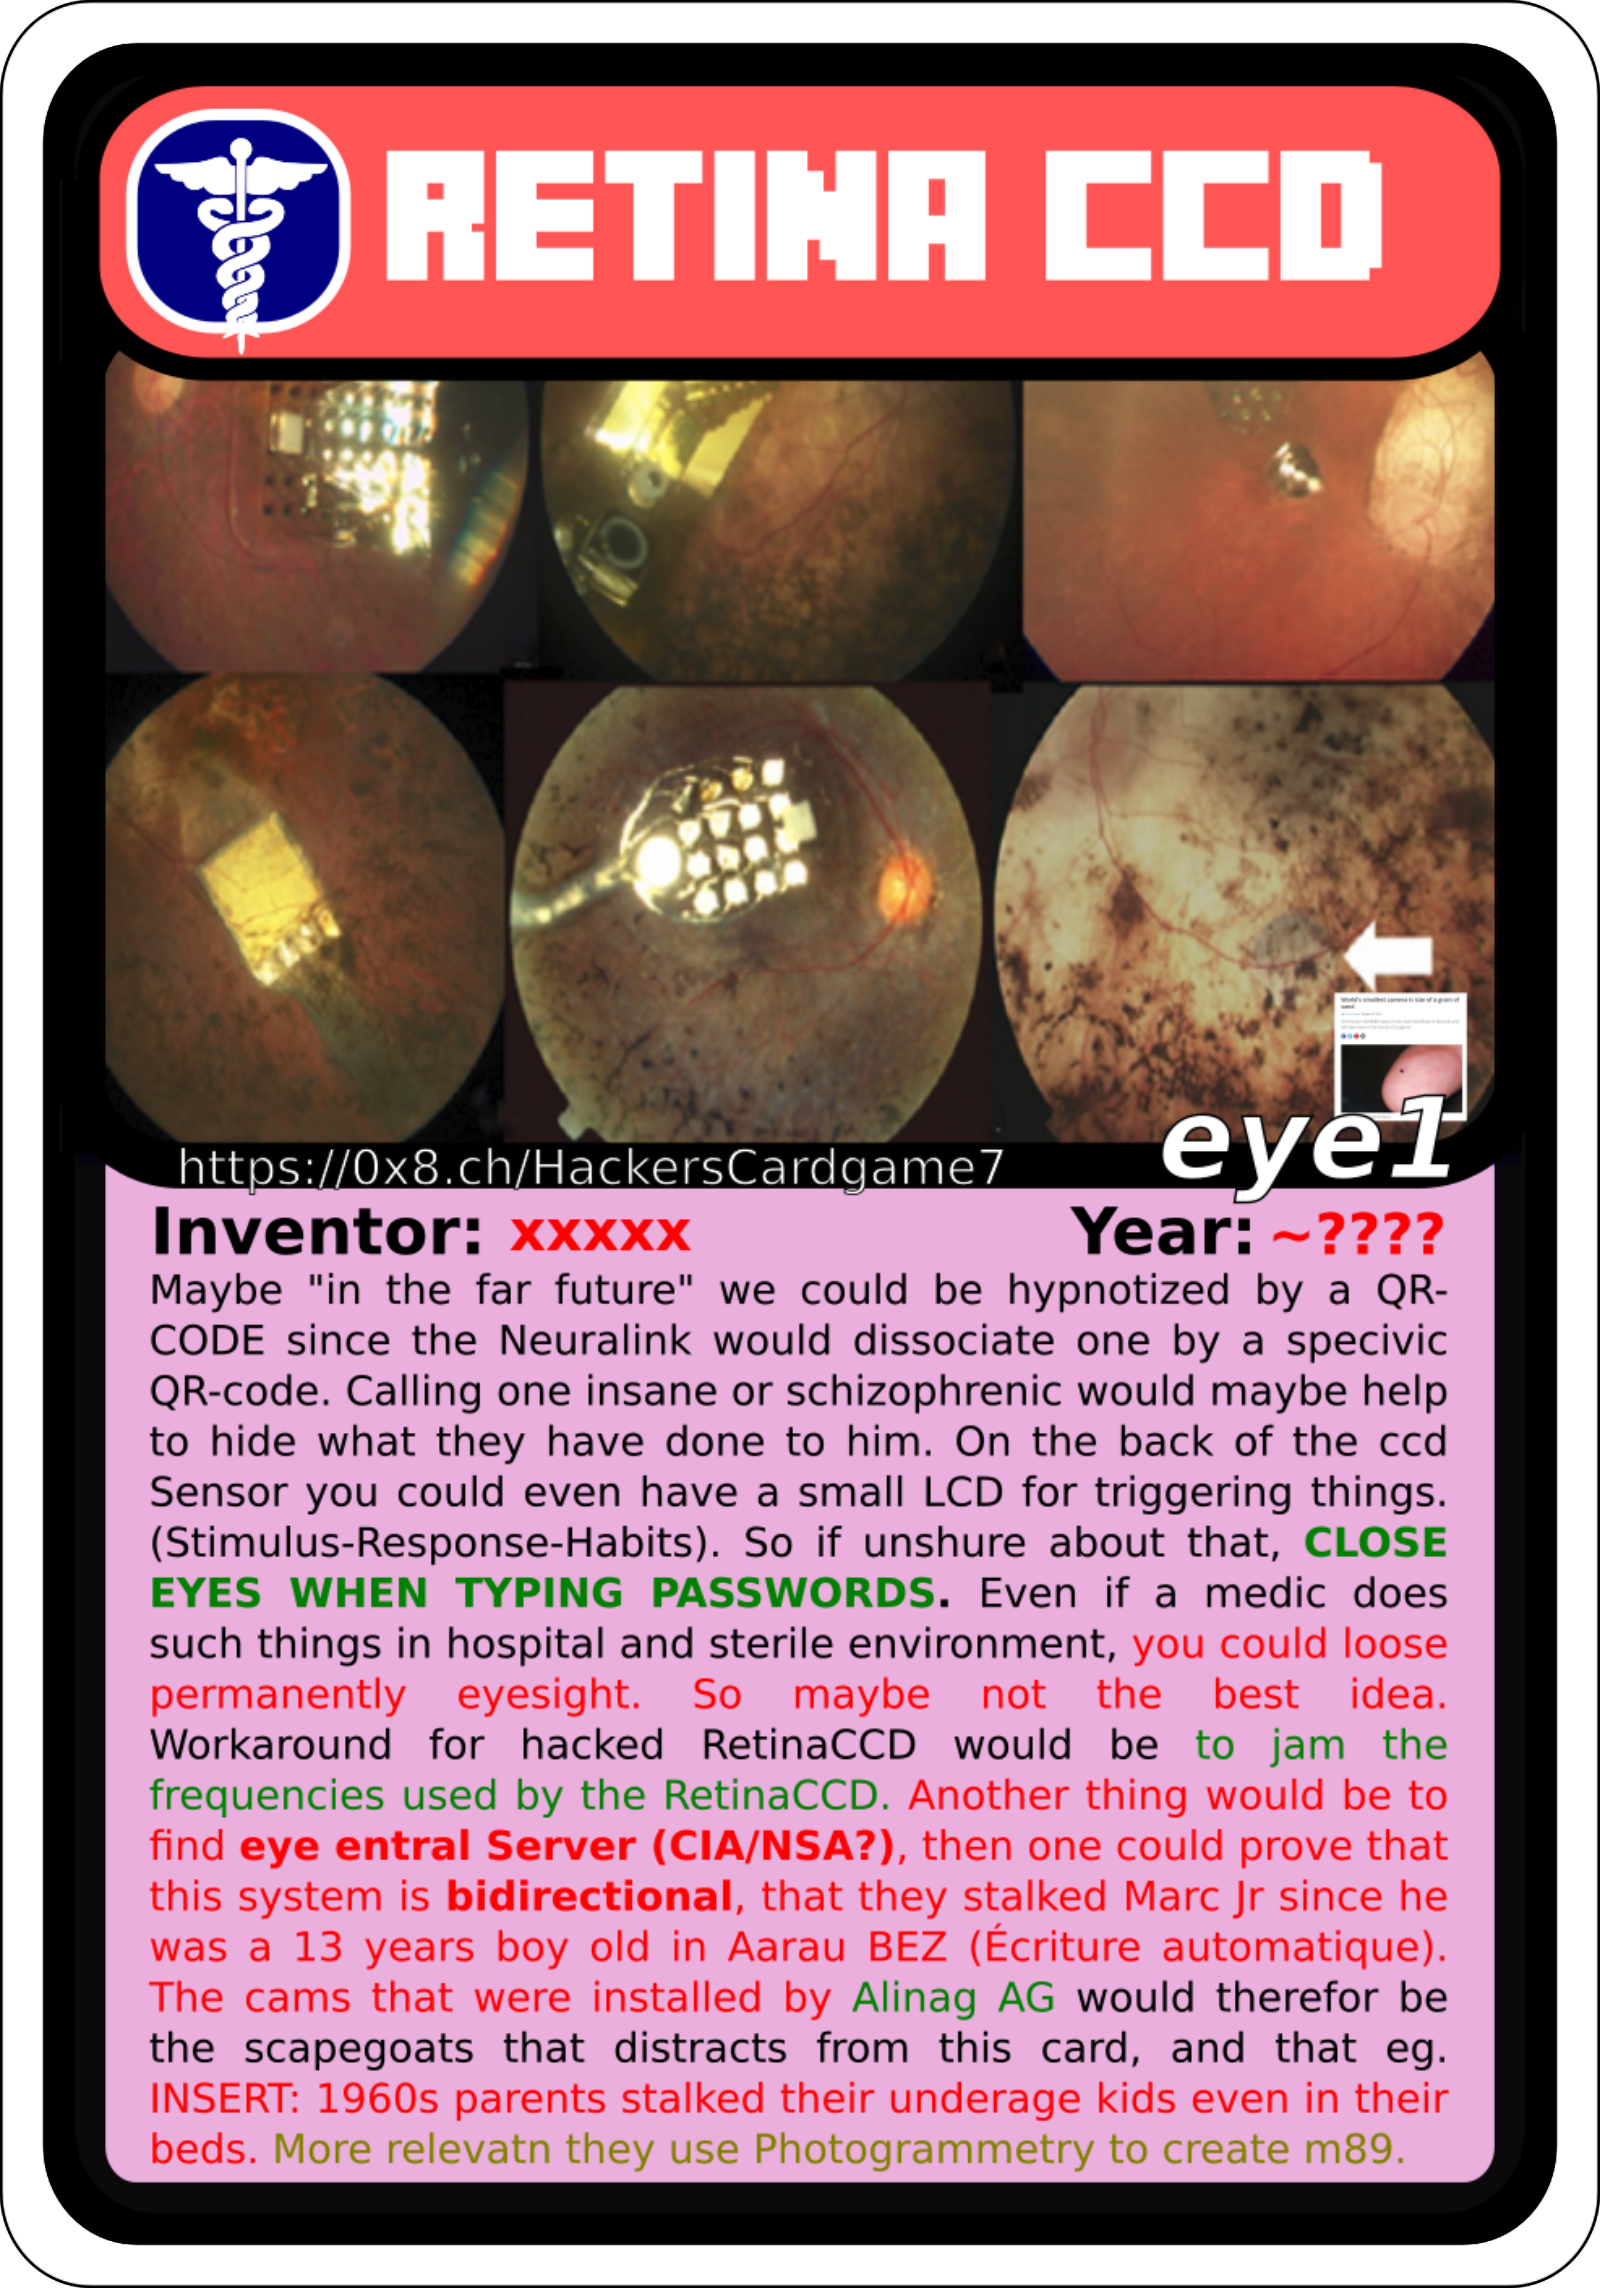 RETINA CCD
World's smallest camera is size of a grain of
sand
eye1
https://0x8.ch/HackersCardgame7
Inventor: xxxxx Year: ~????
Maybe "in the far future" we could be hypnotized by a QR-
CODE since the Neuralink would dissociate one by a specivic
QR-code. Calling one insane or schizophrenic would maybe help
to hide what they have done to him. On the back of the ccd
Sensor you could even have a small LCD for triggering things.
(Stimulus-Response-Habits). So if unshure about that, CLOSE
EYES WHEN TYPING PASSWORDS. Even if a medic does
such things in hospital and sterile environment, you could loose
permanently eyesight. So maybe not the best idea.
Workaround for hacked RetinaCCD would be to jam the
frequencies used by the RetinaCCD. Another thing would be to
find eye entral Server (CIA/NSA?), then one could prove that
this system is bidirectional, that they stalked Marc Jr since he
was a 13 years boy old in Aarau BEZ (Écriture automatique).
The cams that were installed by Alinag AG would therefor be
the scapegoats that distracts from this card, and that eg.
INSERT: 1960s parents stalked their underage kids even in their
beds. More relevatn they use Photogrammetry to create m89.